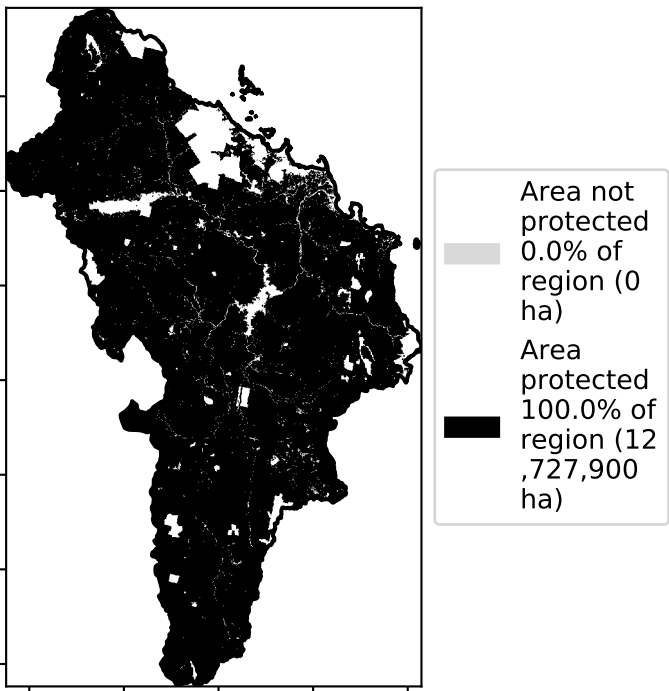 Area not
protected
0.0% of
region (0
ha)
Area
protected
100.0% of
region (12
,727,900
ha)